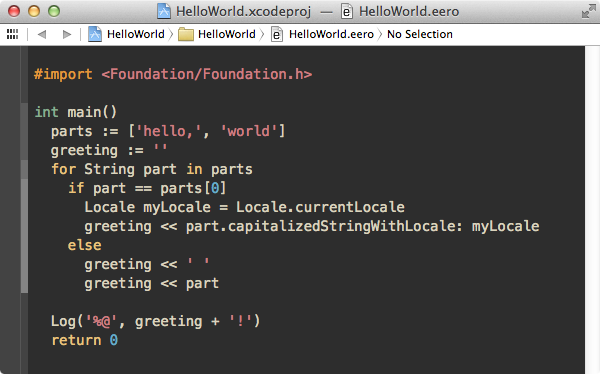 HelloWorld.xcodeproj — HelloWorld.eero
HelloWorld HelloWorld HelloWorld.eero No Selection
#import <Foundation/Foundation.h>
int main()
  parts := ['hello,', 'world']
  greeting := ''
  for String part in parts
    if part == parts[0]
      Locale myLocale = Locale.currentLocale
      greeting << part.capitalizedStringWithLocale: myLocale
    else
      greeting << ' '
      greeting << part
  Log('%@', greeting + '!')
  return 0